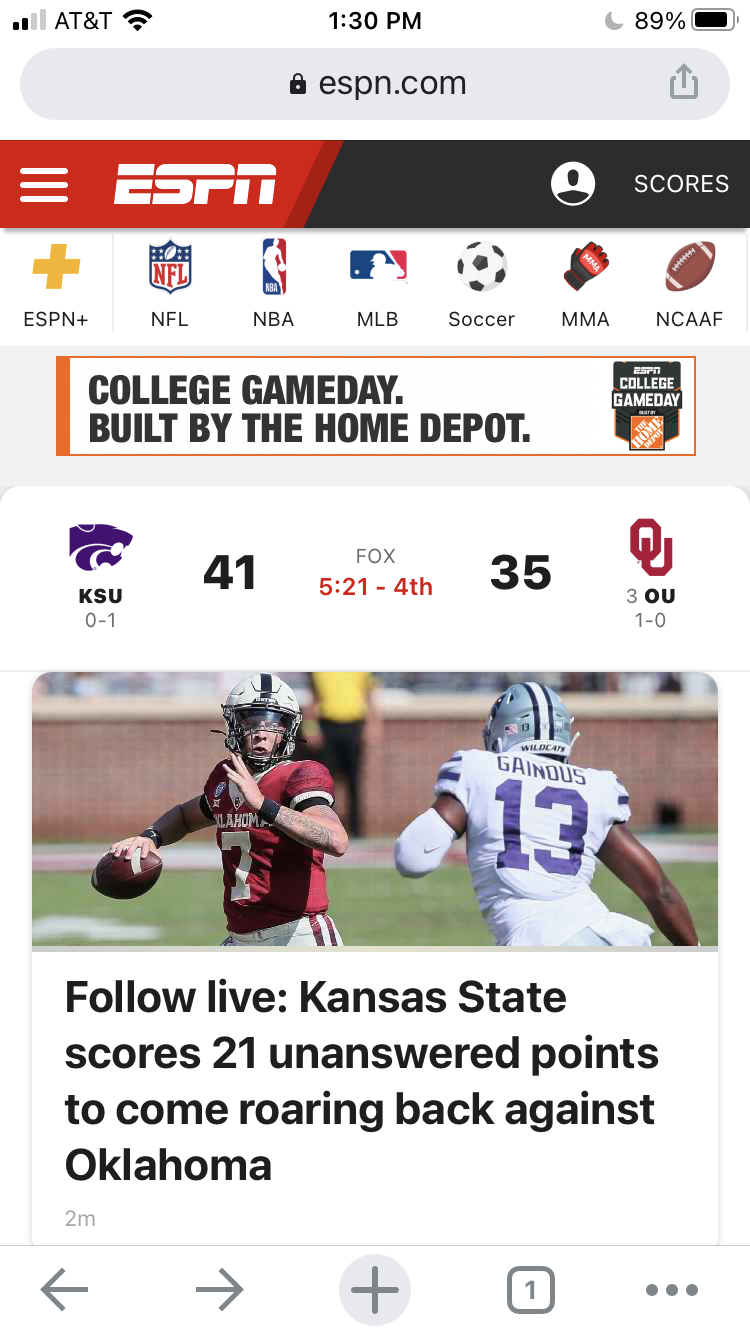 AT&T
1:30 PM
89%
espn.com
ESPN
SCORES
ESPN+
NFL
NFL
NBA
NBA
MLB
Soccer
MMA
MMA
NCAAF
COLLEGE GAMEDAY.
BUILT BY THE HOME DEPOT.
ESPN
COLLEGE
GAMEDAY
BUILT BY
THE
HOME
DEPOT
KSU
0-1
41
FOX
5:21 - 4th
35
3 OU
1-0
WILDCATS
GAINOUS
13
7
Follow live: Kansas State
scores 21 unanswered points
to come roaring back against
Oklahoma
2m
1